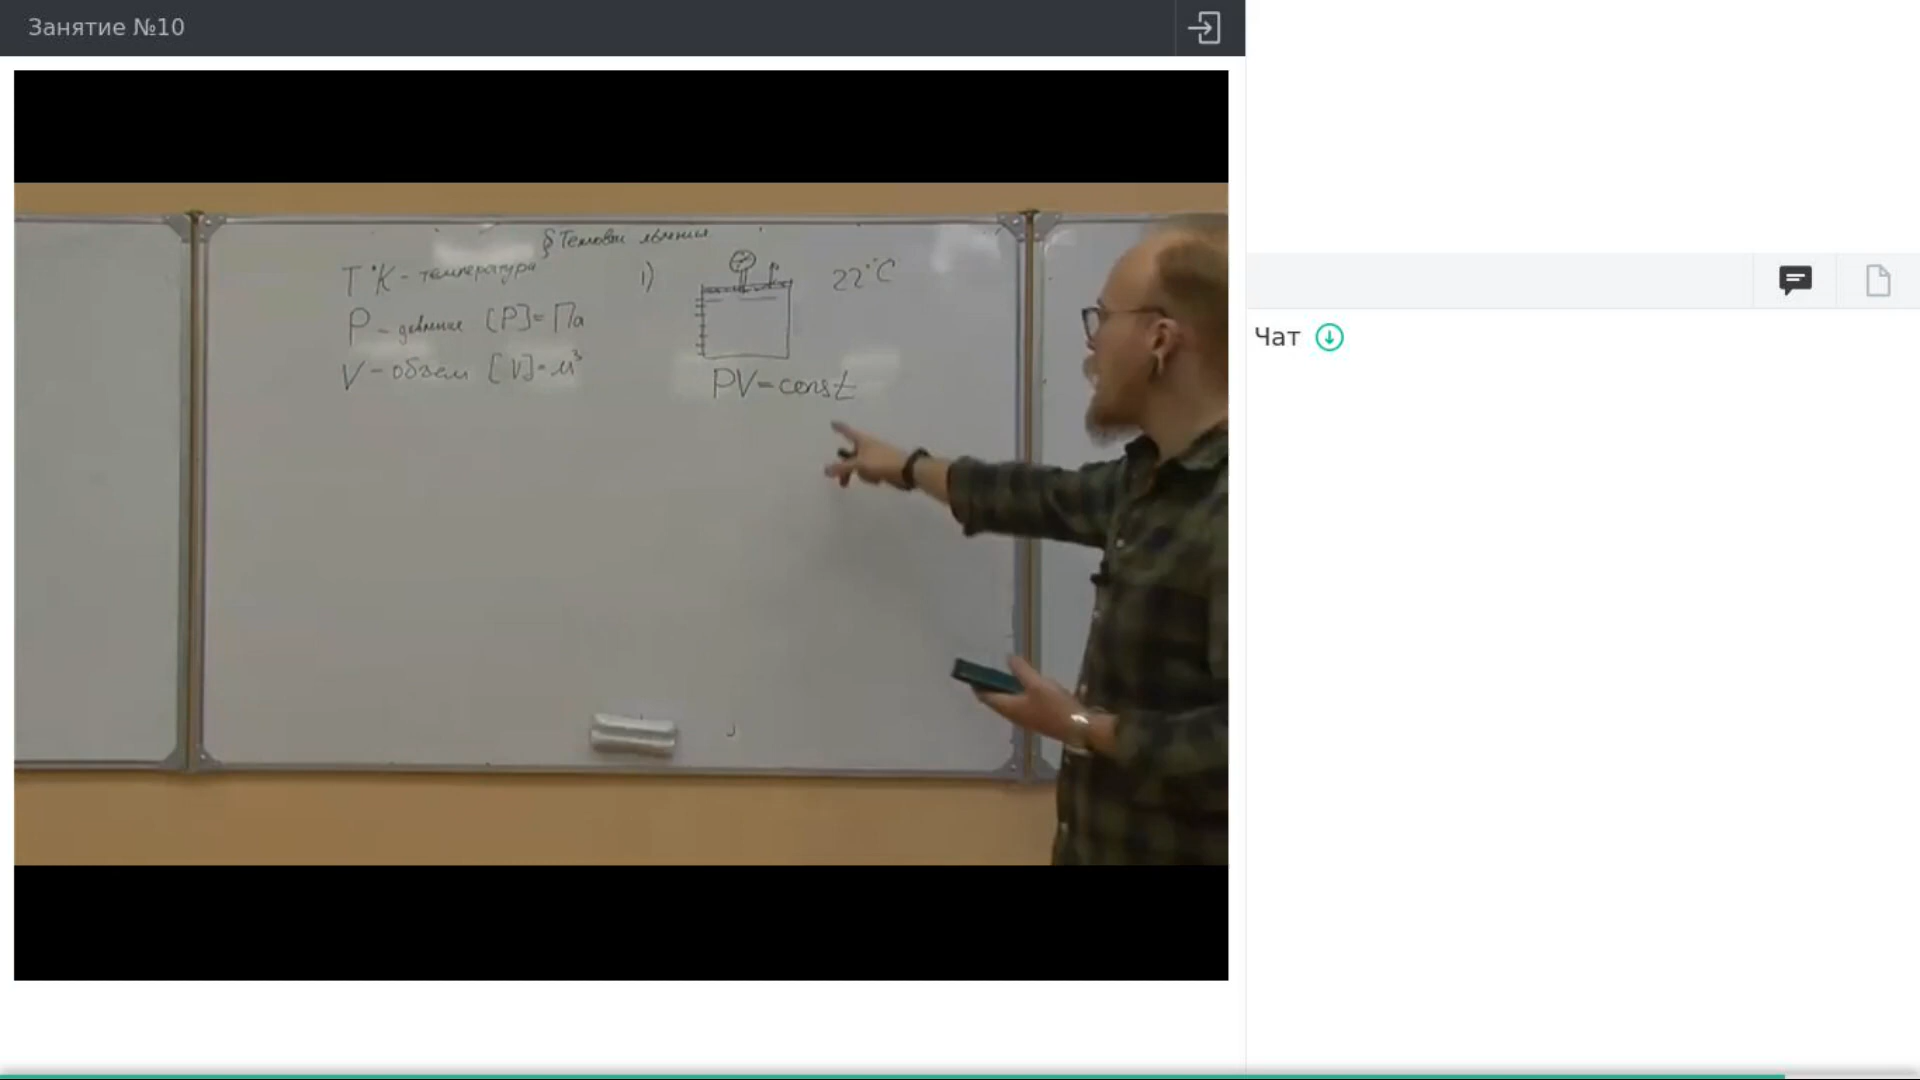 Занятие №10
§ Тепловые явления
T °K - температура
P - давление [P] = Па
V - объем [V] = м³
1)
22°C
PV = const
Чат